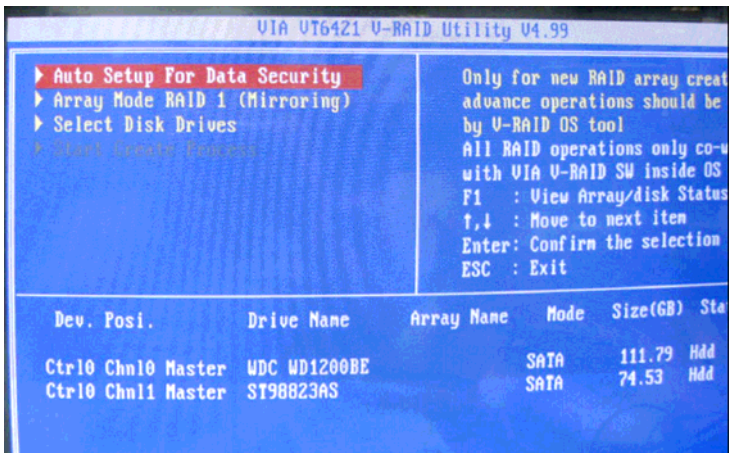 VIA VT6421 V-RAID Utility V4.99
Auto Setup For Data Security
Array Mode RAID 1 (Mirroring)
Select Disk Drives
Start Create Process
Only for new RAID array creat
advance operations should be
by V-RAID OS tool
All RAID operations only co-w
with VIA V-RAID SW inside OS
F1 : View Array/disk Status
↑,↓ : Move to next item
Enter: Confirm the selection
ESC : Exit
Dev. Posi. Drive Name Array Name Mode Size(GB) Sta
Ctrl0 Chnl0 Master WDC WD1200BE SATA 111.79 Hdd
Ctrl0 Chnl1 Master ST98823AS SATA 74.53 Hdd